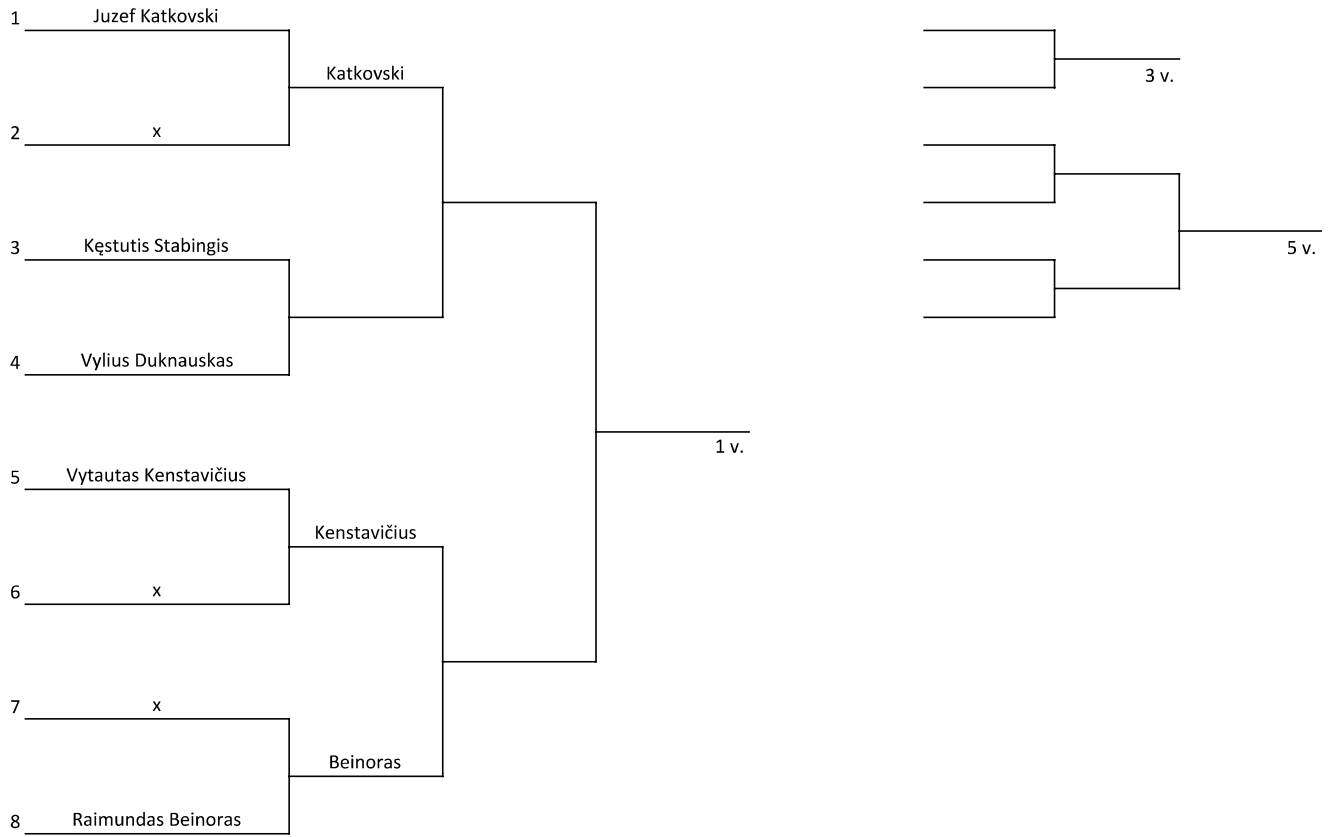 1 Juzef Katkovski
Katkovski
2 x
3 Kęstutis Stabingis
4 Vylius Duknauskas
5 Vytautas Kenstavičius
Kenstavičius
6 x
7 x
Beinoras
8 Raimundas Beinoras
1 v.
3 v.
5 v.